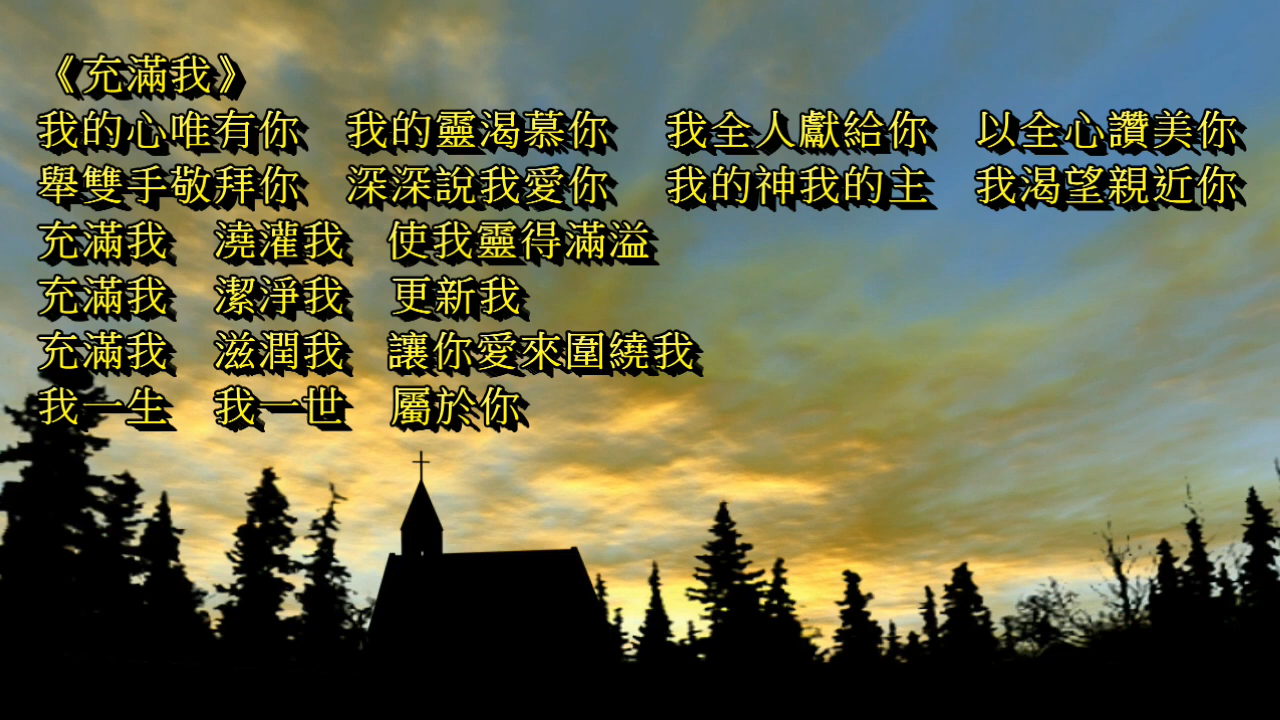 《充滿我》
我的心唯有你　我的靈渴慕你　我全人獻給你　以全心讚美你
舉雙手敬拜你　深深說我愛你　我的神我的主　我渴望親近你
充滿我　澆灌我　使我靈得滿溢
充滿我　潔淨我　更新我
充滿我　滋潤我　讓你愛來圍繞我
我一生　我一世　屬於你